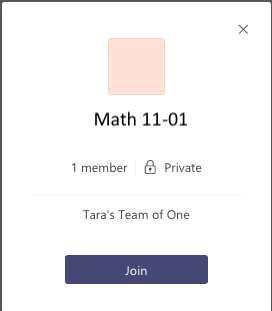 Math 11-01
1 member Private
Tara's Team of One
Join